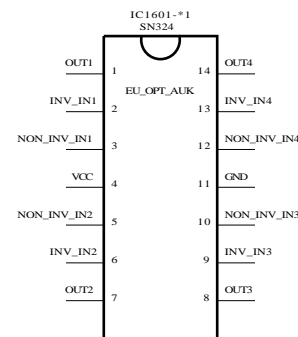 IC1601-*1
SN324
EU_OPT_AUK
OUT1 1 14 OUT4
INV_IN1 2 13 INV_IN4
NON_INV_IN1 3 12 NON_INV_IN4
VCC 4 11 GND
NON_INV_IN2 5 10 NON_INV_IN3
INV_IN2 6 9 INV_IN3
OUT2 7 8 OUT3